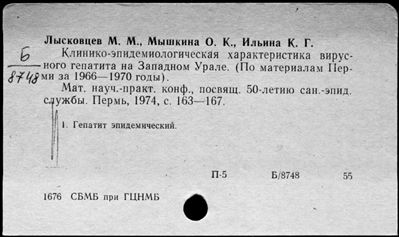 Лысковцев М. М., Мышкина О. К., Ильина К. Г.
Б
8748
Клинико-эпидемиологическая характеристика вирус-
ного гепатита на Западном Урале. (По материалам Пер-
ми за 1966—1970 годы).
Мат. науч.-практ. конф., посвящ. 50-летию сан.-эпид.
службы. Пермь, 1974, с. 163—167.
1. Гепатит эпидемический.
П-5 Б/8748 55
1676 СБМБ при ГЦНМБ